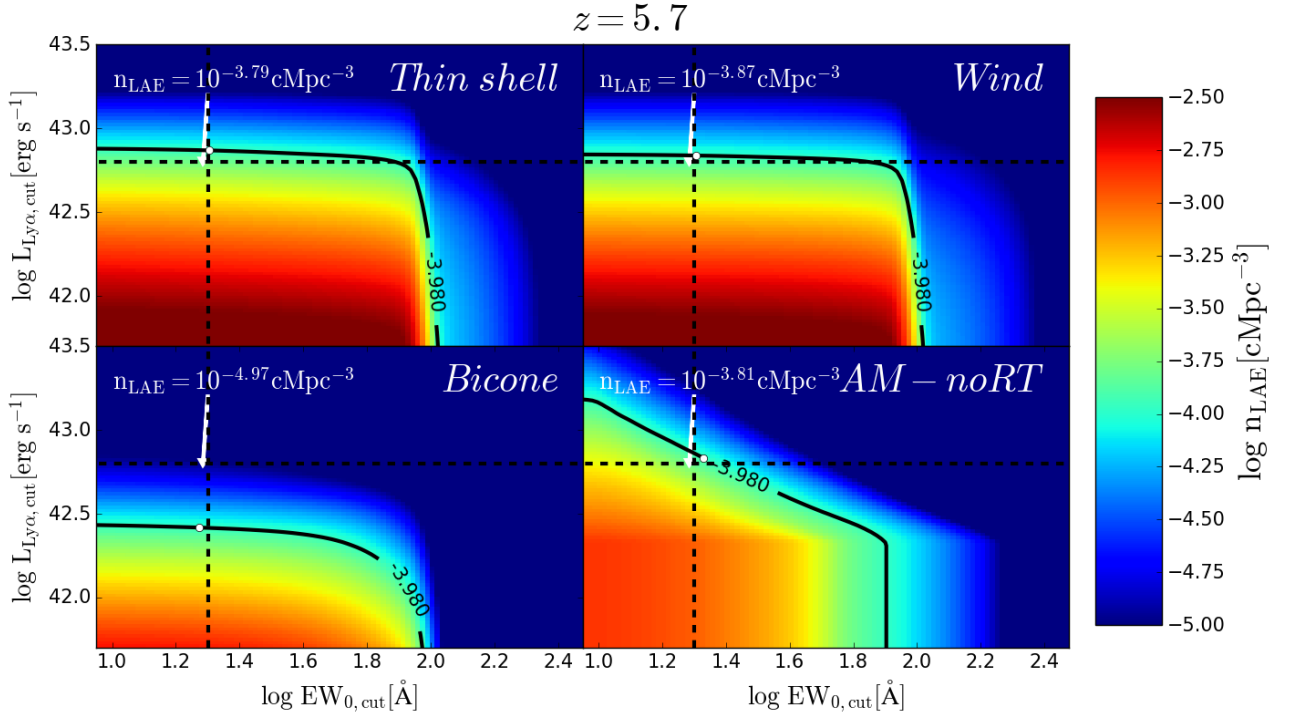 z = 5.7
n_LAE = 10^−3.79 cMpc^−3 Thin shell
n_LAE = 10^−3.87 cMpc^−3 Wind
43.5
43.0
42.5
42.0
log L_Lyα,cut [erg s^−1]
-3.980
-3.980
n_LAE = 10^−4.97 cMpc^−3 Bicone
n_LAE = 10^−3.81 cMpc^−3 AM − noRT
43.5
43.0
42.5
42.0
log L_Lyα,cut [erg s^−1]
-3.980
-3.980
1.0 1.2 1.4 1.6 1.8 2.0 2.2 2.4
1.0 1.2 1.4 1.6 1.8 2.0 2.2 2.4
log EW_0,cut [Å]
log EW_0,cut [Å]
−2.50
−2.75
−3.00
−3.25
−3.50
−3.75
−4.00
−4.25
−4.50
−4.75
−5.00
log n_LAE [cMpc^−3]